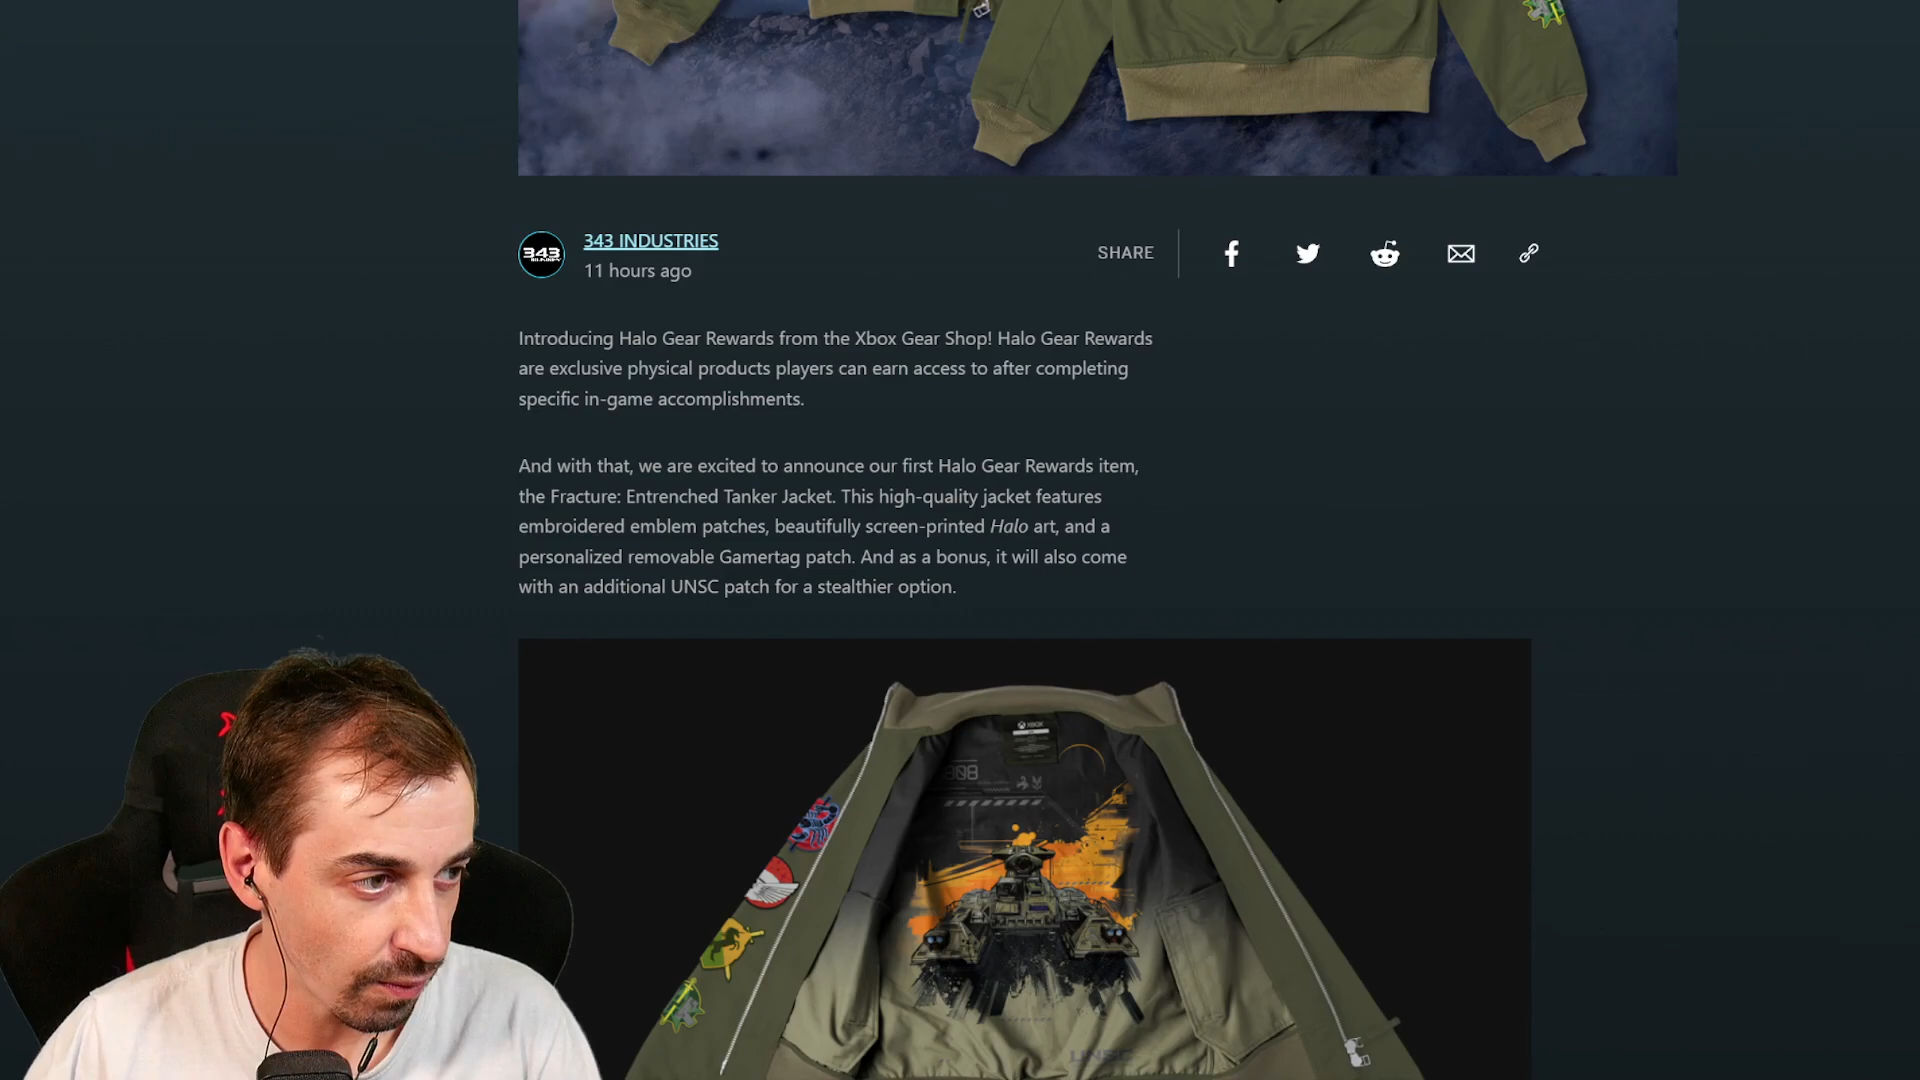 343 INDUSTRIES
11 hours ago
SHARE
343
Introducing Halo Gear Rewards from the Xbox Gear Shop! Halo Gear Rewards
are exclusive physical products players can earn access to after completing
specific in-game accomplishments.
And with that, we are excited to announce our first Halo Gear Rewards item,
the Fracture: Entrenched Tanker Jacket. This high-quality jacket features
embroidered emblem patches, beautifully screen-printed Halo art, and a
personalized removable Gamertag patch. And as a bonus, it will also come
with an additional UNSC patch for a stealthier option.
XBOX
UNSC